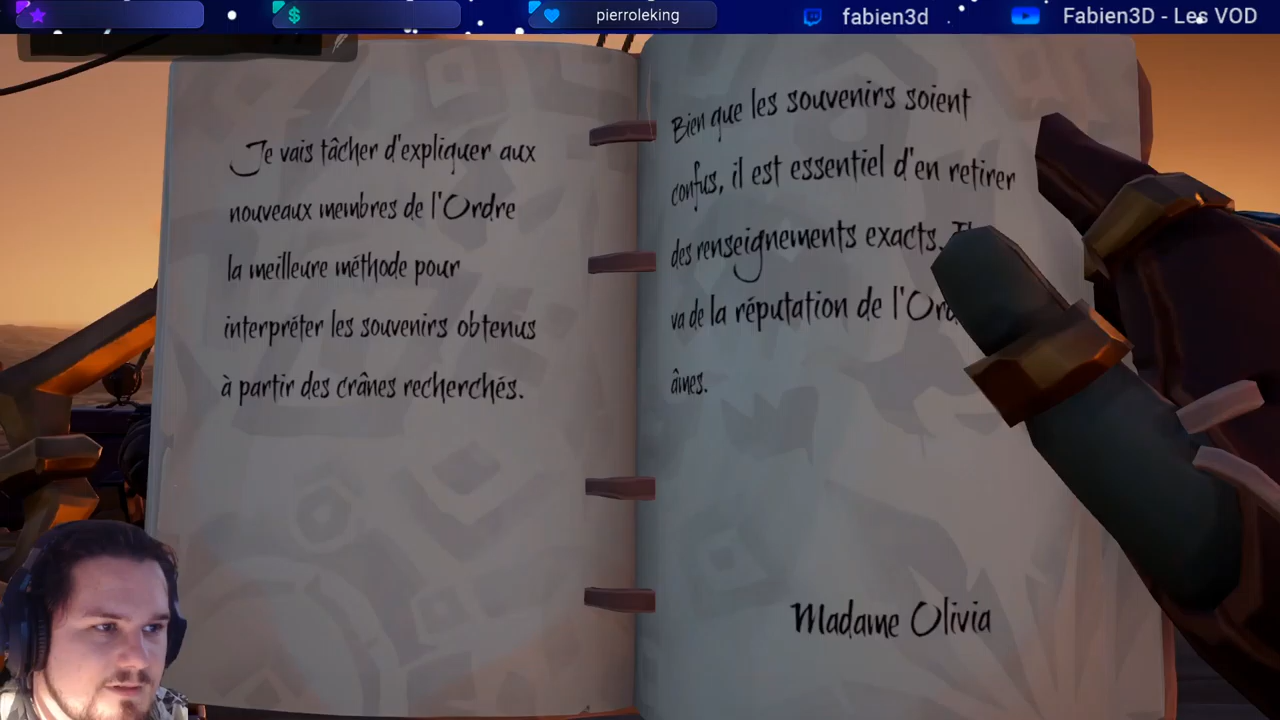 pierroleking
fabien3d
Fabien3D - Les VOD
Je vais tâcher d'expliquer aux
nouveaux membres de l'Ordre
la meilleure méthode pour
interpréter les souvenirs obtenus
à partir des crânes recherchés.
Bien que les souvenirs soient
confus, il est essentiel d'en retirer
des renseignements exacts.
va de la réputation de l'
âmes.
Madame Olivia